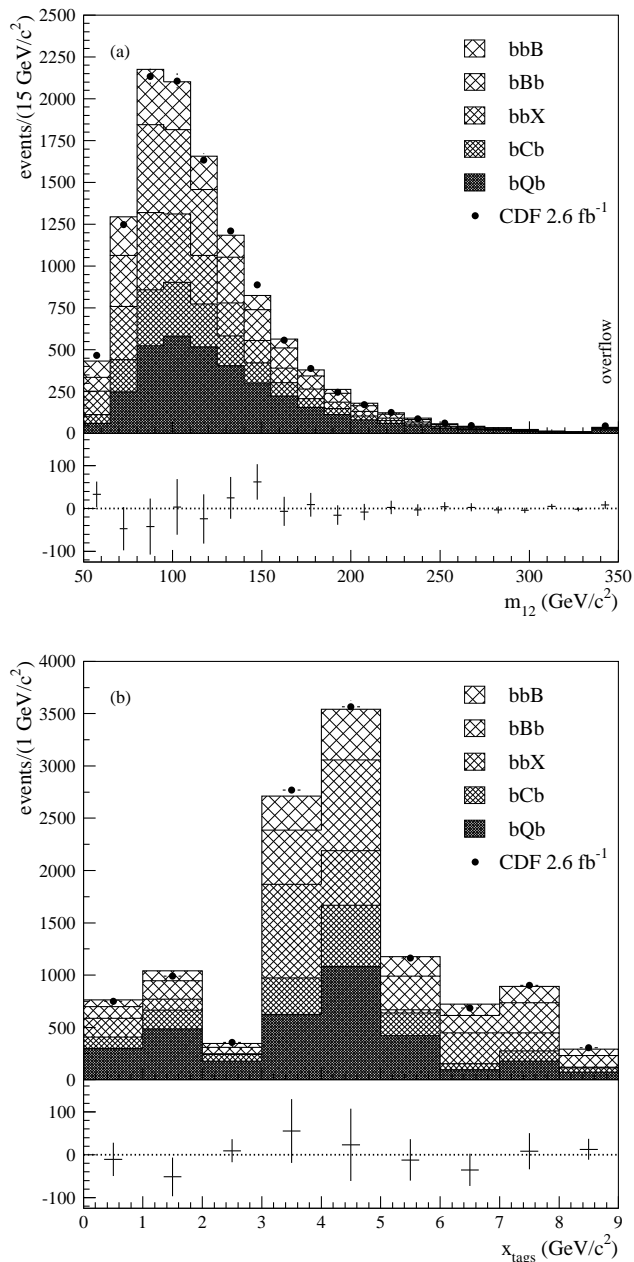 (a)
events/(15 GeV/c²)
2500
2250
2000
1750
1500
1250
1000
750
500
250
0
bbB
bBb
bbX
bCb
bQb
CDF 2.6 fb⁻¹
overflow
100
0
-100
50 100 150 200 250 300 350
m₁₂ (GeV/c²)
(b)
events/(1 GeV/c²)
4000
3500
3000
2500
2000
1500
1000
500
0
bbB
bBb
bbX
bCb
bQb
CDF 2.6 fb⁻¹
100
0
-100
0 1 2 3 4 5 6 7 8 9
x_tags (GeV/c²)